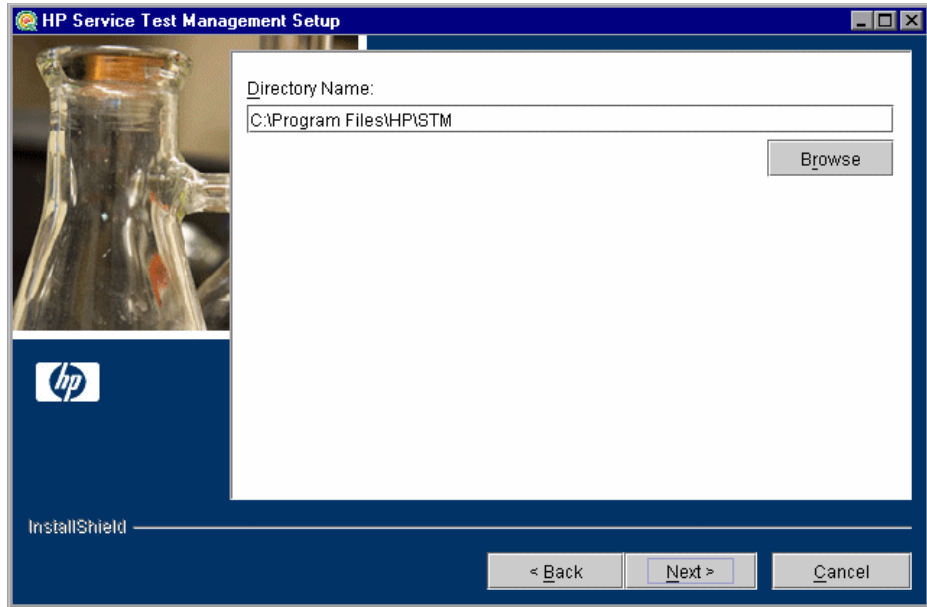 HP Service Test Management Setup
Directory Name:
C:\Program Files\HP\STM
Browse
hp
InstallShield
< Back
Next >
Cancel